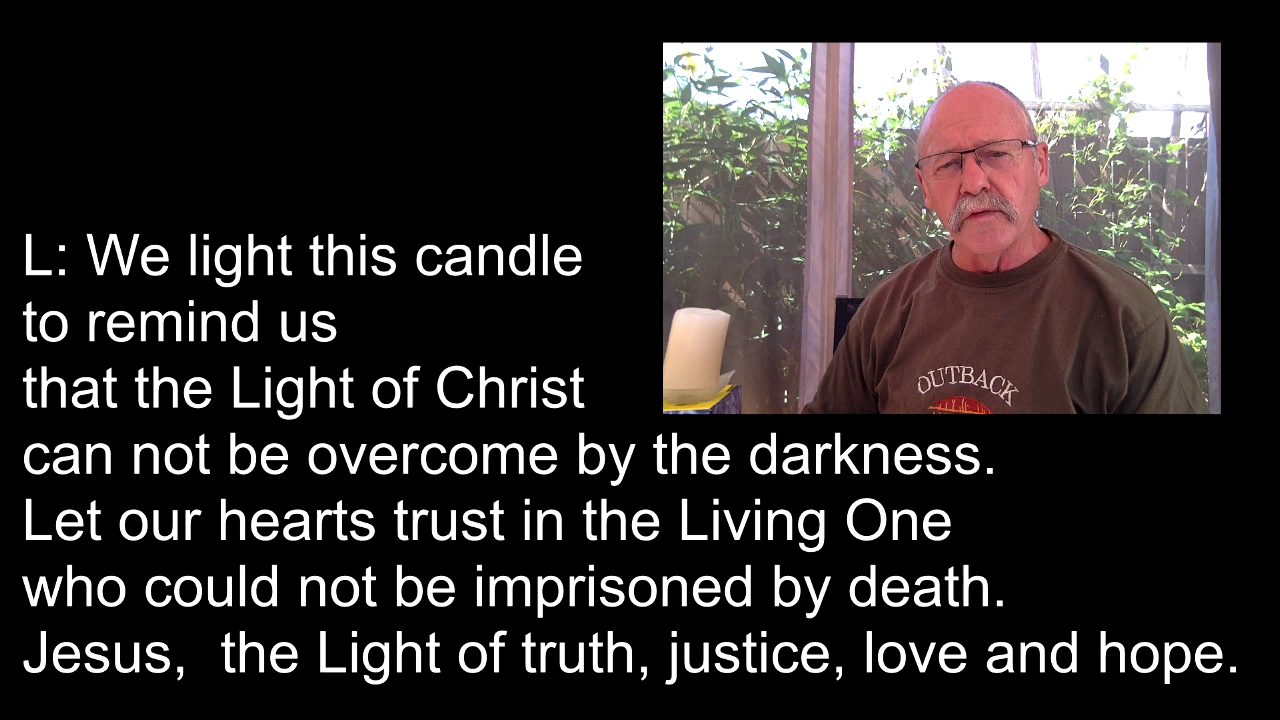 OUTBACK
L: We light this candle
to remind us
that the Light of Christ
can not be overcome by the darkness.
Let our hearts trust in the Living One
who could not be imprisoned by death.
Jesus,  the Light of truth, justice, love and hope.